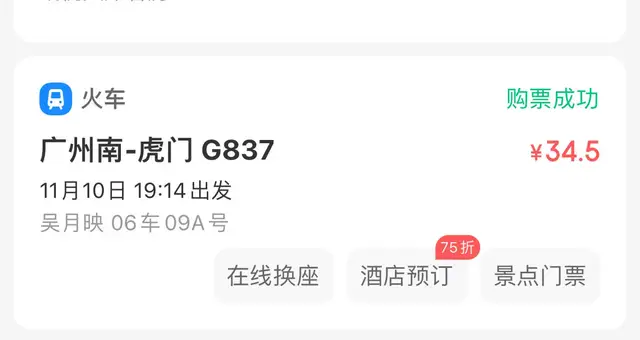 火车
购票成功
广州南-虎门 G837
¥34.5
11月10日 19:14出发
吴月映 06车09A号
75折
在线换座
酒店预订
景点门票